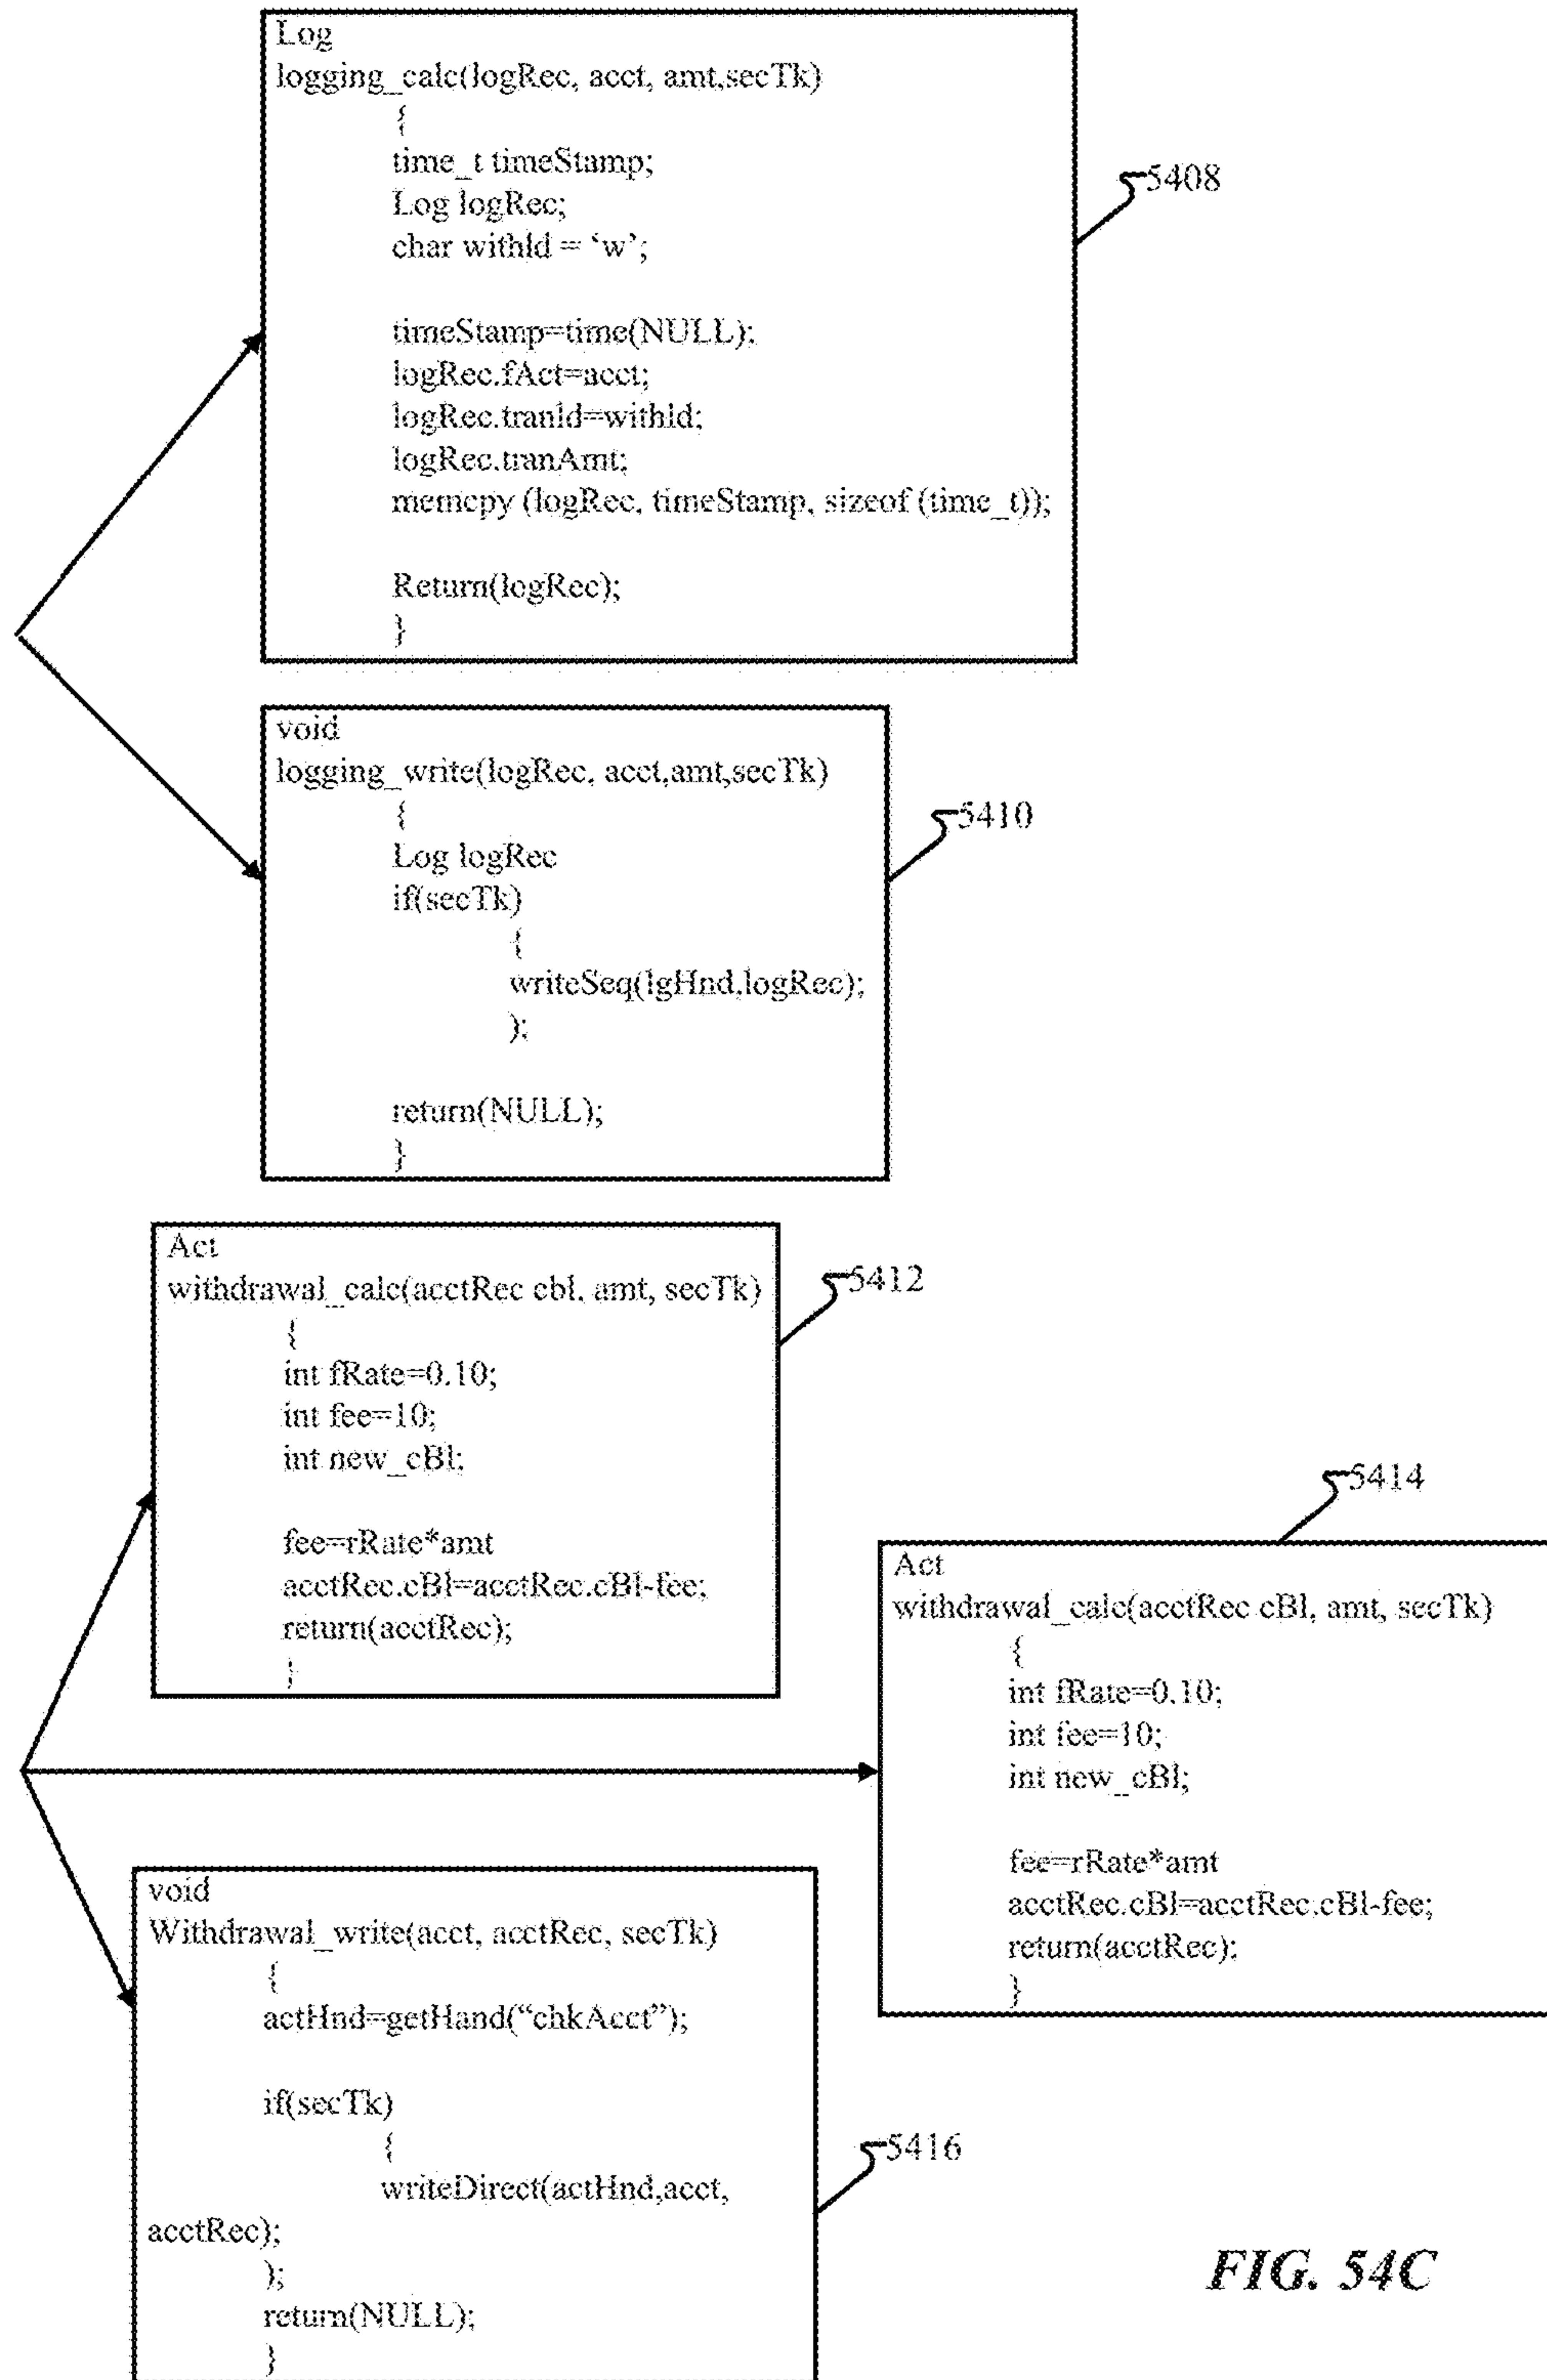 Log
logging_calc(logRec, acct, amt,secTk)
{
time_t timeStamp;
Log logRec;
char withId = ‘w’;
timeStamp=time(NULL);
logRec.fAct=acct;
logRec.tranId=withId;
logRec.tranAmt;
memcpy (logRec, timeStamp, sizeof (time_t));
Return(logRec);
}
5408
void
logging_write(logRec, acct,amt,secTk)
{
Log logRec
if(secTk)
{
writeSeq(lgHnd,logRec);
);
return(NULL);
}
5410
Act
withdrawal_calc(acctRec cbl, amt, secTk)
{
int fRate=0.10;
int fee=10;
int new_cBl;
fee=rRate*amt
acctRec.cBl=acctRec.cBl-fee;
return(acctRec);
}
5412
5414
Act
withdrawal_calc(acctRec cBl, amt, secTk)
{
int fRate=0.10;
int fee=10;
int new_cBl;
fee=rRate*amt
acctRec.cBl=acctRec.cBl-fee;
return(acctRec);
}
void
Withdrawal_write(acct, acctRec, secTk)
{
actHnd=getHand(“chkAcct”);
if(secTk)
{
writeDirect(actHnd,acct,
acctRec);
);
return(NULL);
}
5416
FIG. 54C